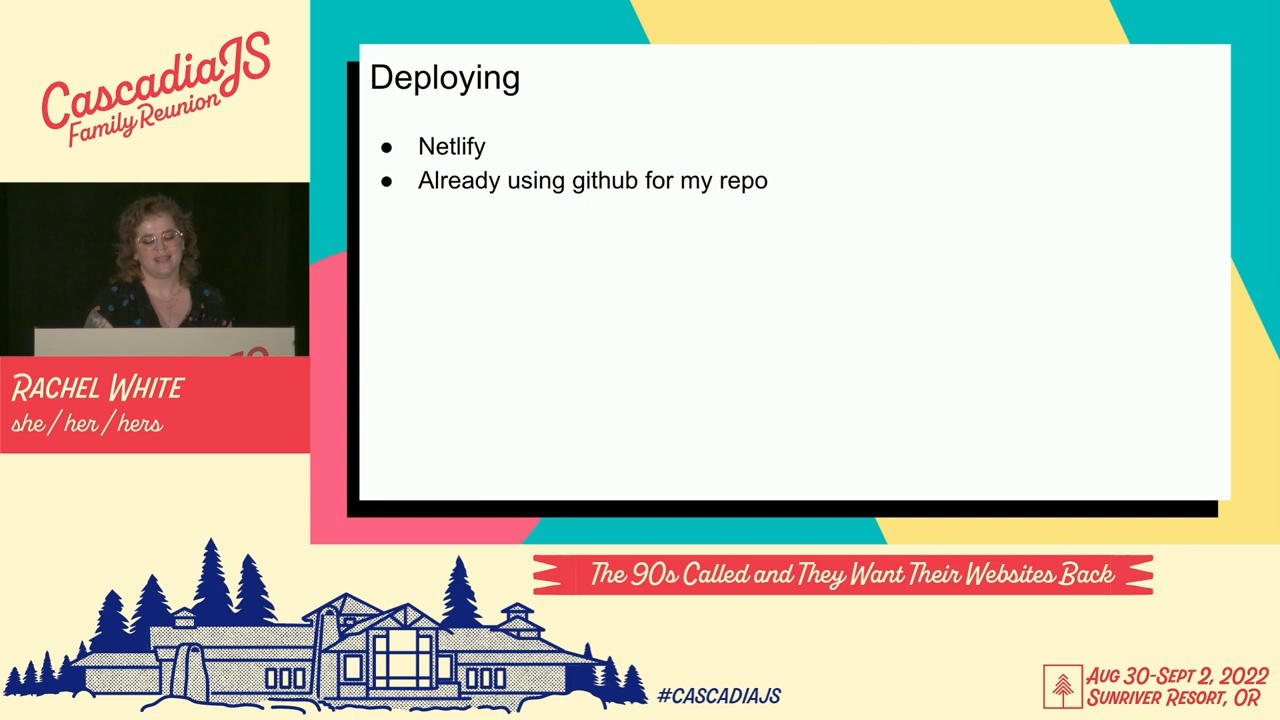 CascadiaJS
Family Reunion
Deploying
● Netlify
● Already using github for my repo
RACHEL WHITE
she / her / hers
The 90s Called and They Want Their Websites Back
#CASCADIAJS
AUG 30-SEPT 2, 2022
SUNRIVER RESORT, OR